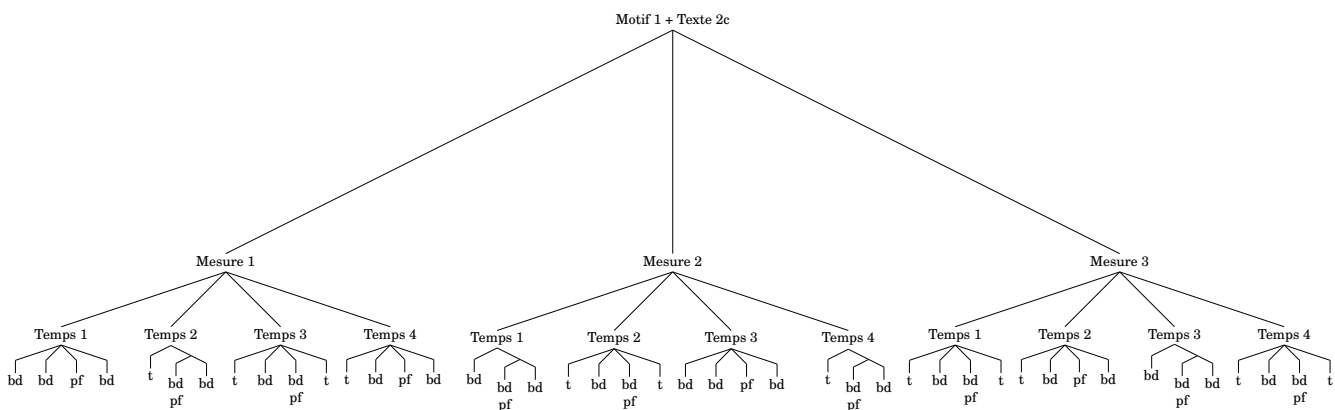 Motif 1 + Texte 2c
Mesure 1 Mesure 2 Mesure 3
Temps 1 Temps 2 Temps 3 Temps 4 Temps 1 Temps 2 Temps 3 Temps 4 Temps 1 Temps 2 Temps 3 Temps 4
bd bd pf bd t bd bd t bd bd t t bd pf bd bd bd bd t bd bd t bd bd pf bd t bd bd t bd bd t t bd pf bd bd bd bd t bd bd t
pf pf pf pf pf pf pf pf